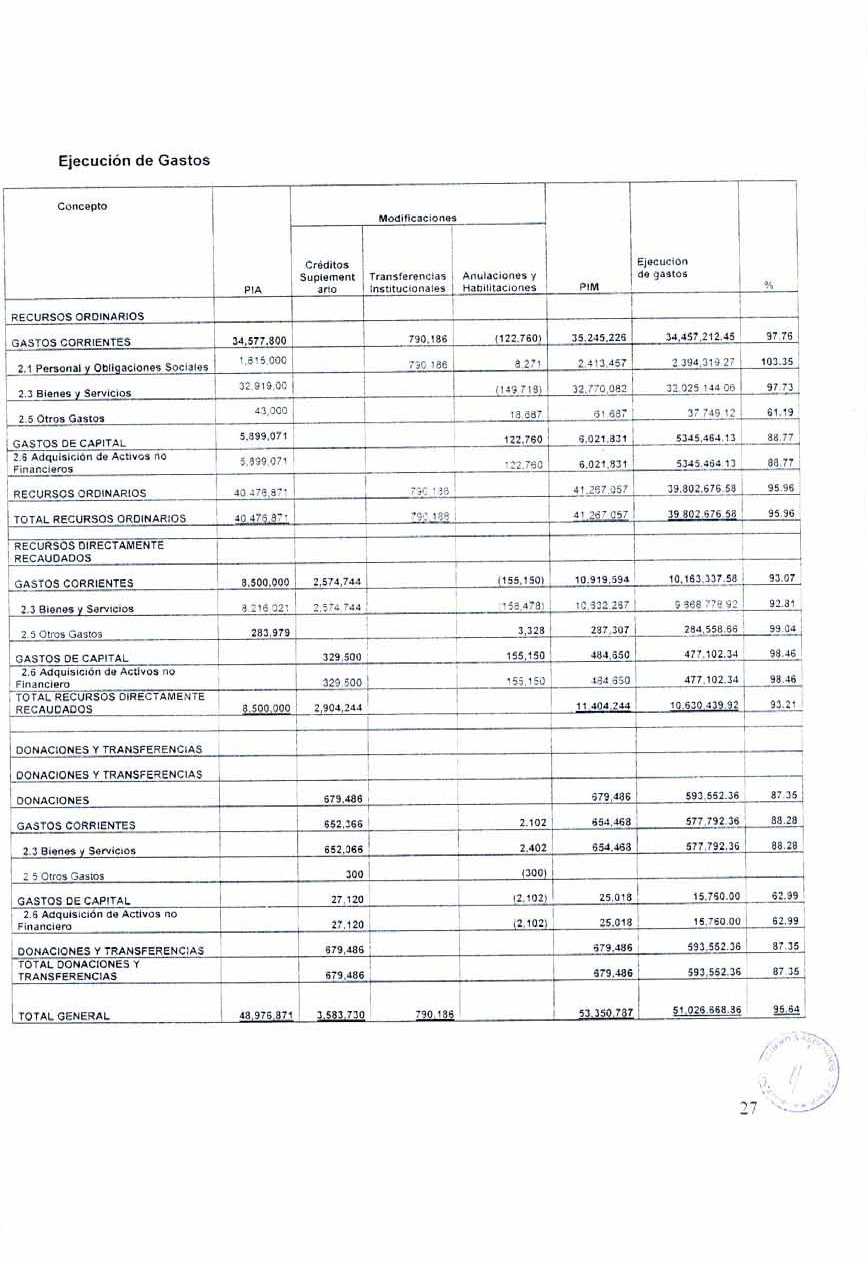 Ejecución de Gastos
Concepto
Modificaciones
PIA
Créditos
Suplement
ario
Transferencias
Institucionales
Anulaciones y
Habilitaciones
PIM
Ejecución
de gastos
%
RECURSOS ORDINARIOS
GASTOS CORRIENTES 34,577,800 790,186 (122,760) 35,245,226 34,457,212.45 97.76
2.1 Personal y Obligaciones Sociales 1,615,000 790 186 8,271 2,413,457 2,394,319.27 103.35
2.3 Bienes y Servicios 32,919,00 (149,718) 32,770,082 32.025 144.06 97.73
2.5 Otros Gastos 43,000 18,687 61,687 37 749.12 61.19
GASTOS DE CAPITAL 5,899,071 122,760 6,021,831 5345,464.13 88.77
2.6 Adquisición de Activos no
Financieros 5,899,071 122,760 6,021,831 5345,464.13 88.77
RECURSOS ORDINARIOS 40,476,871 790,186 41,267,057 39,802,676.58 95.96
TOTAL RECURSOS ORDINARIOS 40,476,871 790,186 41,267,057 39,802,676.58 95.96
RECURSOS DIRECTAMENTE
RECAUDADOS
GASTOS CORRIENTES 8,500,000 2,574,744 (155,150) 10,919,594 10,163,337.58 93.07
2.3 Bienes y Servicios 8,216,021 2,574,744 (158,478) 10,632,287 9,868,778.92 92.81
2.5 Otros Gastos 283,979 3,328 287,307 284,558.66 99.04
GASTOS DE CAPITAL 329,500 155,150 484,650 477,102.34 98.46
2.6 Adquisición de Activos no
Financiero 329,500 155,150 484,650 477,102.34 98.46
TOTAL RECURSOS DIRECTAMENTE
RECAUDADOS 8,500,000 2,904,244 11,404,244 10,630,439.92 93.21
DONACIONES Y TRANSFERENCIAS
DONACIONES Y TRANSFERENCIAS
DONACIONES 679,486 679,486 593,552.36 87.35
GASTOS CORRIENTES 652,366 2,102 654,468 577,792.36 88.28
2.3 Bienes y Servicios 652,066 2,402 654,468 577,792.36 88.28
2.5 Otros Gastos 300 (300)
GASTOS DE CAPITAL 27,120 (2,102) 25,018 15,760.00 62.99
2.6 Adquisición de Activos no
Financiero 27,120 (2,102) 25,018 15,760.00 62.99
DONACIONES Y TRANSFERENCIAS 679,486 679,486 593,552.36 87.35
TOTAL DONACIONES Y
TRANSFERENCIAS 679,486 679,486 593,552.36 87.35
TOTAL GENERAL 48,976,871 3,583,730 790,186 53,350,787 51,026,668.36 95.64
27